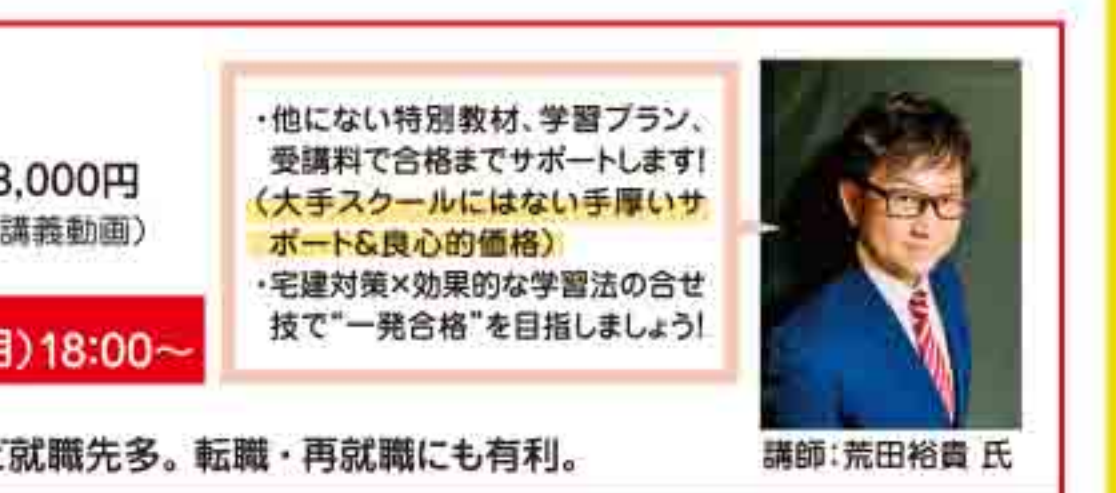 ・他にない特別教材、学習プラン、
受講料で合格までサポートします!
(大手スクールにはない手厚いサ
ポート&良心的価格)
・宅建対策×効果的な学習法の合せ
技で“一発合格”を目指しましょう!
3,000円
講義動画)
月)18:00〜
就職先多。転職・再就職にも有利。
講師:荒田裕貴 氏